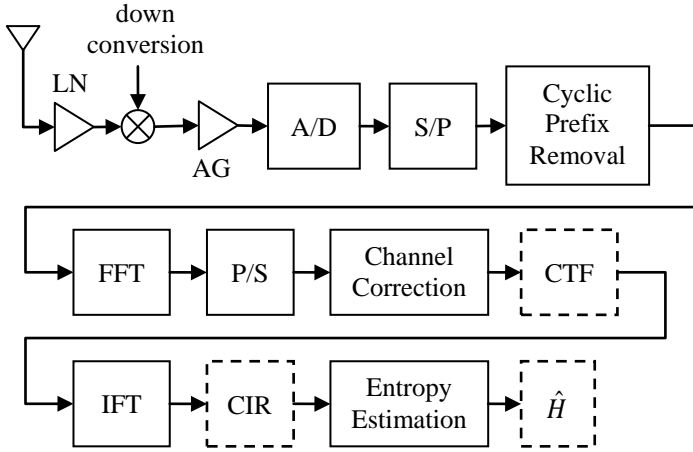 down
conversion
LN
AG
A/D
S/P
Cyclic
Prefix
Removal
FFT
P/S
Channel
Correction
CTF
IFT
CIR
Entropy
Estimation
Ĥ